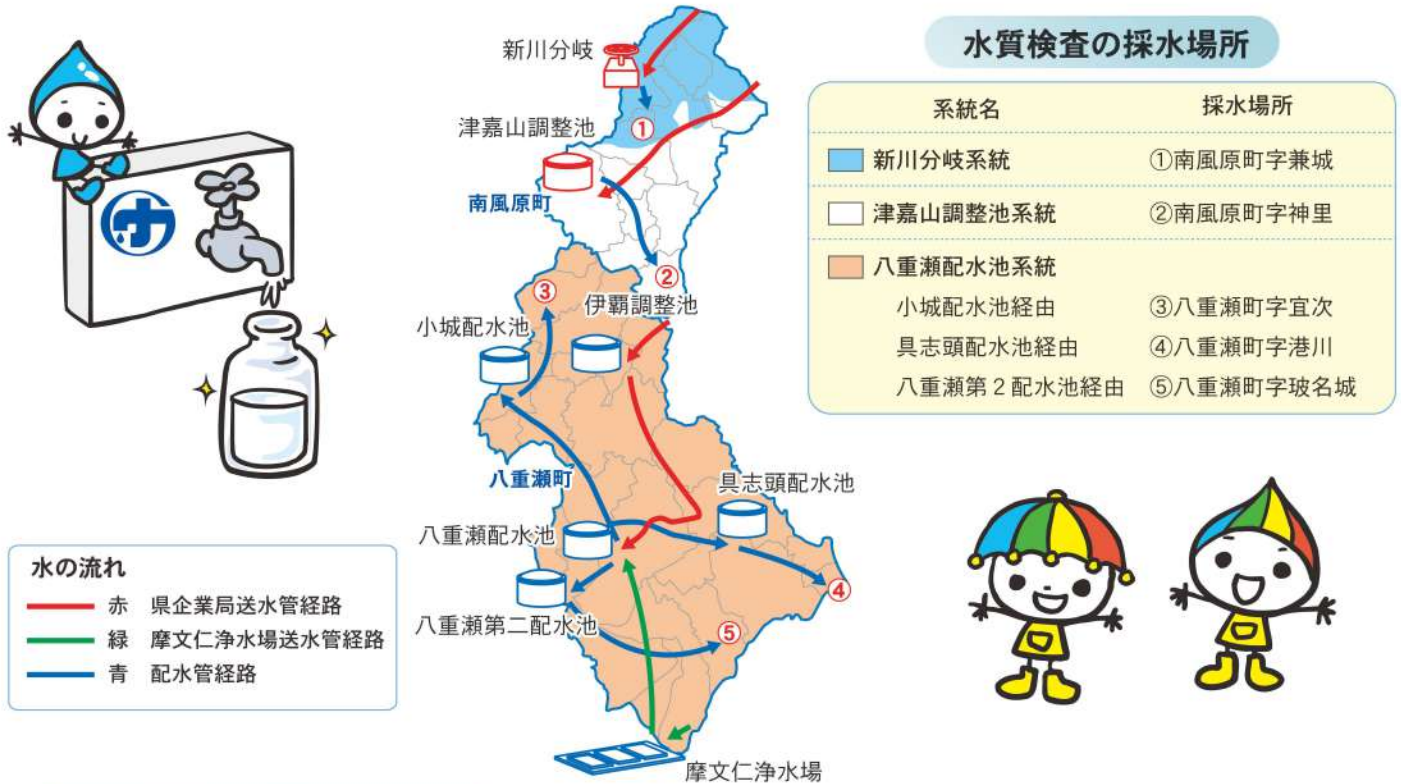 水質検査の採水場所
系統名 採水場所
新川分岐系統 ①南風原町字兼城
津嘉山調整池系統 ②南風原町字神里
八重瀬配水池系統
小城配水池経由 ③八重瀬町字宜次
具志頭配水池経由 ④八重瀬町字港川
八重瀬第2配水池経由 ⑤八重瀬町字玻名城
新川分岐
①
津嘉山調整池
南風原町
②
③
伊覇調整池
小城配水池
八重瀬町
具志頭配水池
八重瀬配水池
④
八重瀬第二配水池
⑤
摩文仁浄水場
水の流れ
赤 県企業局送水管経路
緑 摩文仁浄水場送水管経路
青 配水管経路